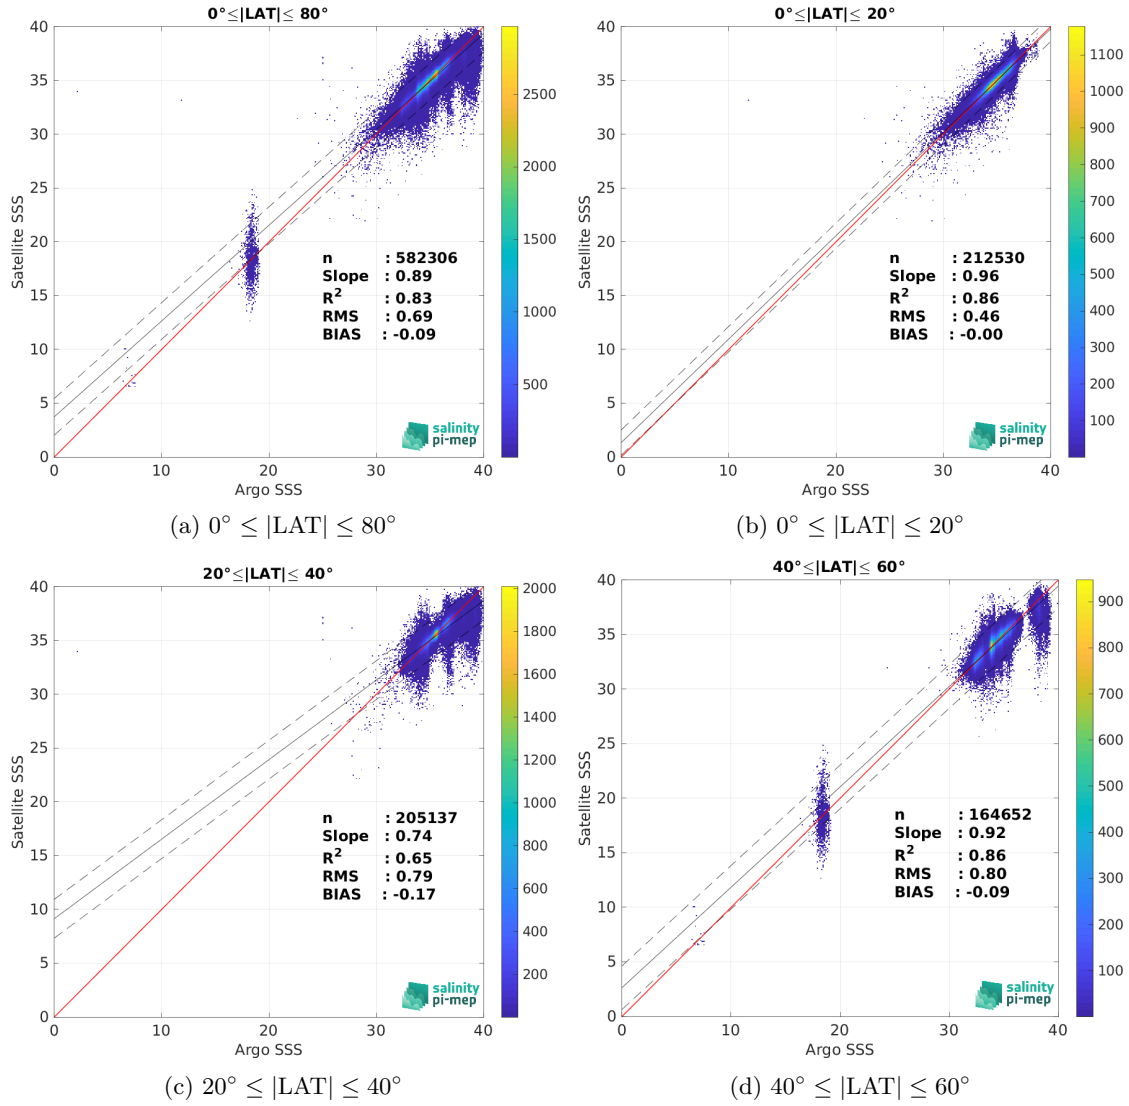 0°≤|LAT|≤ 80°
40
35
30
25
20
15
10
5
0
Satellite SSS
0
10
20
30
40
Argo SSS
n : 582306
Slope : 0.89
R² : 0.83
RMS : 0.69
BIAS : -0.09
salinity
pi-mep
2500
2000
1500
1000
500
(a) 0° ≤ |LAT| ≤ 80°
0°≤|LAT|≤ 20°
40
35
30
25
20
15
10
5
0
Satellite SSS
0
10
20
30
40
Argo SSS
n : 212530
Slope : 0.96
R² : 0.86
RMS : 0.46
BIAS : -0.00
salinity
pi-mep
1100
1000
900
800
700
600
500
400
300
200
100
(b) 0° ≤ |LAT| ≤ 20°
20°≤|LAT|≤ 40°
40
35
30
25
20
15
10
5
0
Satellite SSS
0
10
20
30
40
Argo SSS
n : 205137
Slope : 0.74
R² : 0.65
RMS : 0.79
BIAS : -0.17
salinity
pi-mep
2000
1800
1600
1400
1200
1000
800
600
400
200
(c) 20° ≤ |LAT| ≤ 40°
40°≤|LAT|≤ 60°
40
35
30
25
20
15
10
5
0
Satellite SSS
0
10
20
30
40
Argo SSS
n : 164652
Slope : 0.92
R² : 0.86
RMS : 0.80
BIAS : -0.09
salinity
pi-mep
900
800
700
600
500
400
300
200
100
(d) 40° ≤ |LAT| ≤ 60°